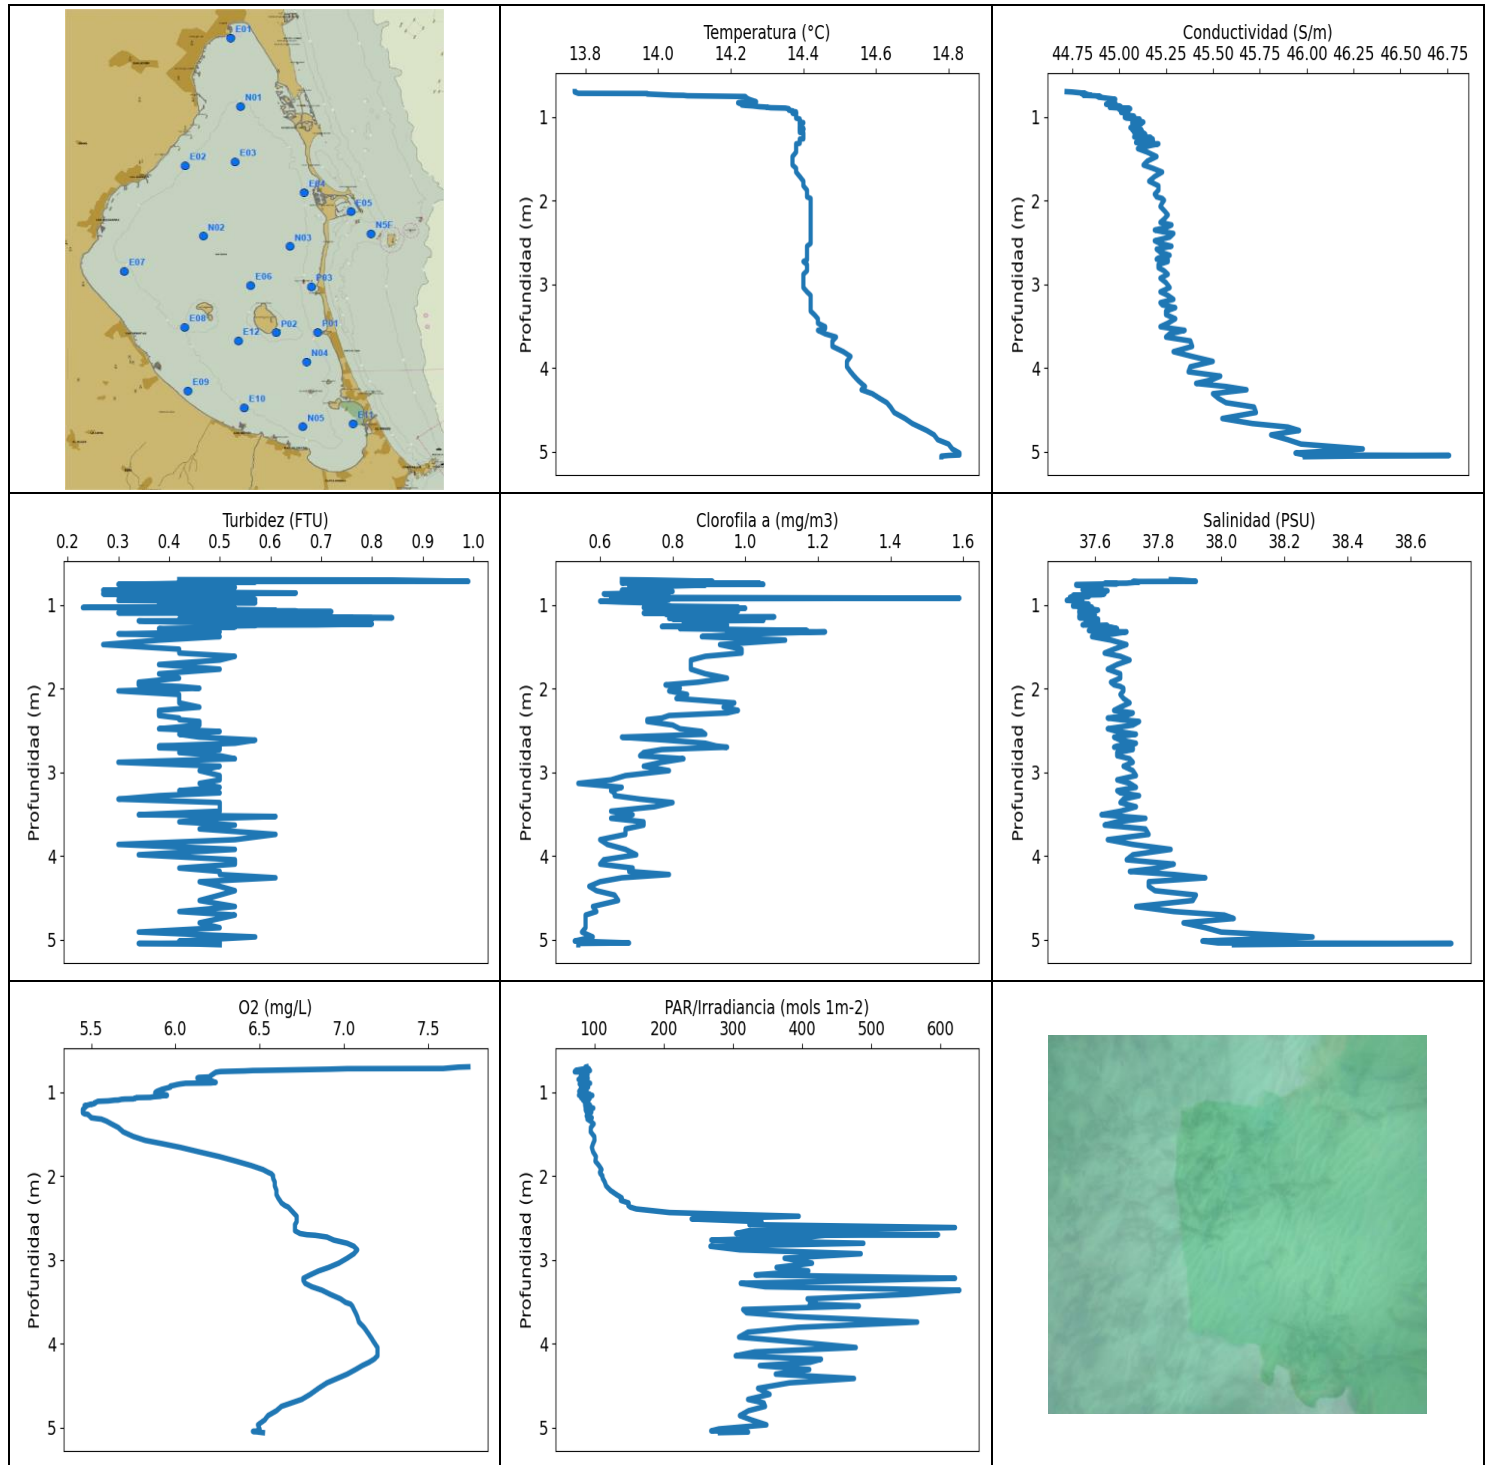 E01
N01
E02
E03
E04
E05
N5F
N02
N03
E07
E06
P03
E08
P02
P01
E12
N04
E09
E10
N05
E11
Temperatura (°C)
13.8 14.0 14.2 14.4 14.6 14.8
Profundidad (m)
1
2
3
4
5
Conductividad (S/m)
44.75 45.00 45.25 45.50 45.75 46.00 46.25 46.50 46.75
Profundidad (m)
1
2
3
4
5
Turbidez (FTU)
0.2 0.3 0.4 0.5 0.6 0.7 0.8 0.9 1.0
Profundidad (m)
1
2
3
4
5
Clorofila a (mg/m3)
0.6 0.8 1.0 1.2 1.4 1.6
Profundidad (m)
1
2
3
4
5
Salinidad (PSU)
37.6 37.8 38.0 38.2 38.4 38.6
Profundidad (m)
1
2
3
4
5
O2 (mg/L)
5.5 6.0 6.5 7.0 7.5
Profundidad (m)
1
2
3
4
5
PAR/Irradiancia (mols 1m-2)
100 200 300 400 500 600
Profundidad (m)
1
2
3
4
5